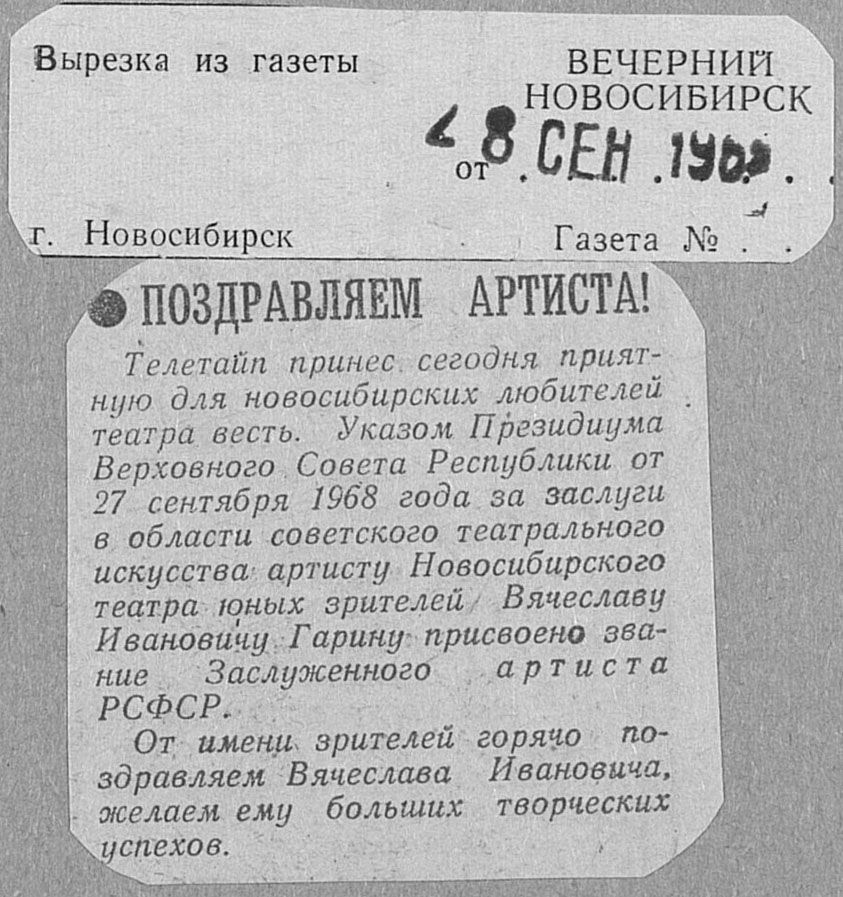 Вырезка из газеты
ВЕЧЕРНИЙ
НОВОСИБИРСК
от 8 СЕН.
г. Новосибирск
Газета № . .
ПОЗДРАВЛЯЕМ АРТИСТА!
Телетайп принес сегодня прият-
ную для новосибирских любителей
театра весть. Указом Президиума
Верховного Совета Республики от
27 сентября 1968 года за заслуги
в области советского театрального
искусства артисту Новосибирского
театра юных зрителей Вячеславу
Ивановичу Гарину присвоено зва-
ние Заслуженного артиста
РСФСР.
От имени зрителей горячо по-
здравляем Вячеслава Ивановича,
желаем ему больших творческих
успехов.